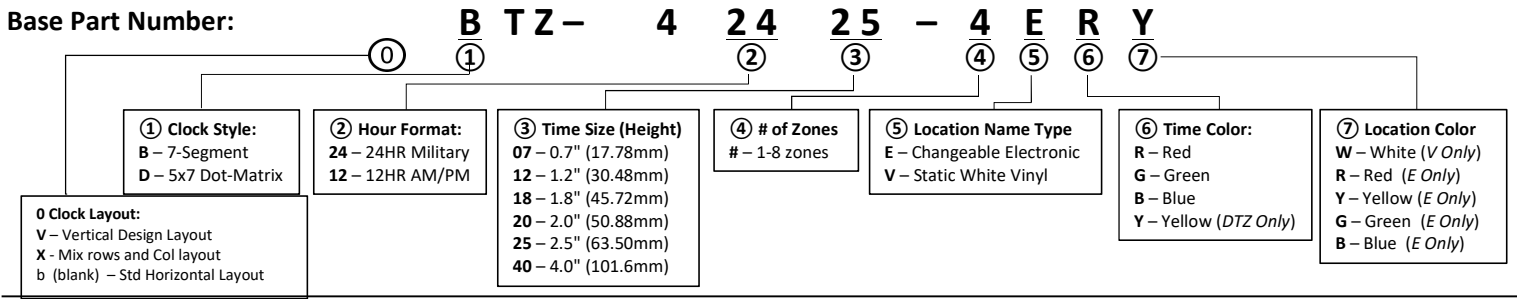 Base Part Number: B T Z – 4 2 4 2 5 – 4 E R Y
0 ① ② ③ ④ ⑤ ⑥ ⑦
① Clock Style:
B – 7-Segment
D – 5x7 Dot-Matrix
② Hour Format:
24 – 24HR Military
12 – 12HR AM/PM
③ Time Size (Height)
07 – 0.7" (17.78mm)
12 – 1.2" (30.48mm)
18 – 1.8" (45.72mm)
20 – 2.0" (50.88mm)
25 – 2.5" (63.50mm)
40 – 4.0" (101.6mm)
④ # of Zones
# – 1-8 zones
⑤ Location Name Type
E – Changeable Electronic
V – Static White Vinyl
⑥ Time Color:
R – Red
G – Green
B – Blue
Y – Yellow (DTZ Only)
⑦ Location Color
W – White (V Only)
R – Red (E Only)
Y – Yellow (E Only)
G – Green (E Only)
B – Blue (E Only)
0 Clock Layout:
V – Vertical Design Layout
X - Mix rows and Col layout
b (blank) – Std Horizontal Layout